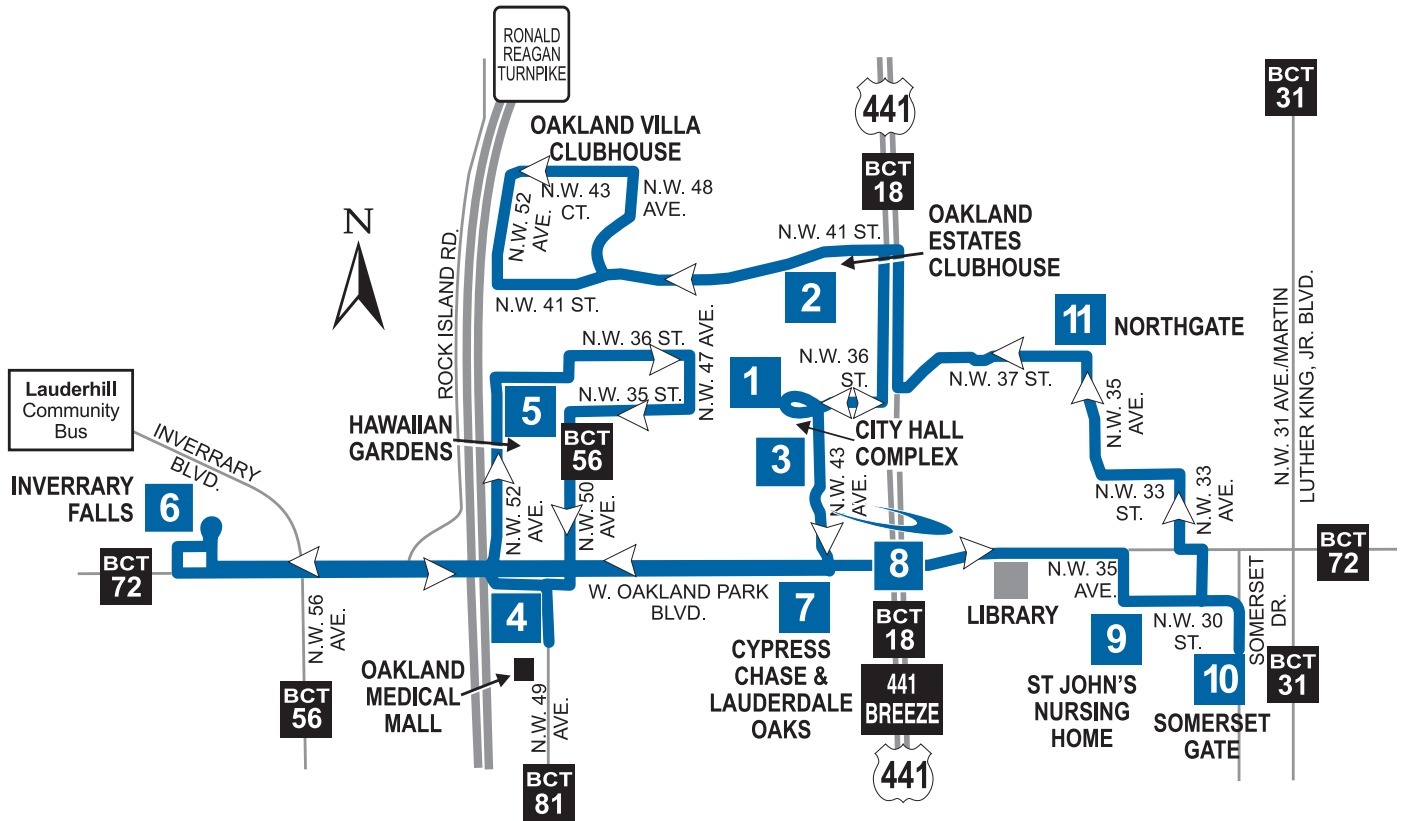 RONALD
REAGAN
TURNPIKE
BCT
31
441
OAKLAND VILLA
CLUBHOUSE
BCT
18
N.W. 43
CT.
N.W. 48
AVE.
N.W. 52
AVE.
N
OAKLAND
ESTATES
CLUBHOUSE
N.W. 41 ST.
2
N.W. 41 ST.
ROCK ISLAND RD.
N.W. 31 AVE./MARTIN
LUTHER KING, JR. BLVD.
11
NORTHGATE
N.W. 36 ST.
N.W. 47 AVE.
N.W. 36
ST.
N.W. 37 ST.
1
Lauderhill
Community
Bus
5
N.W. 35 ST.
N.W. 35
AVE.
HAWAIIAN
GARDENS
BCT
56
3
CITY HALL
COMPLEX
INVERRARY
BLVD.
INVERRARY
FALLS
6
N.W. 52
AVE.
N.W. 50
AVE.
N.W. 43
AVE.
N.W. 33
ST.
N.W. 33
AVE.
BCT
72
8
BCT
72
N.W. 56
AVE.
4
W. OAKLAND PARK
BLVD.
7
BCT
18
LIBRARY
N.W. 35
AVE.
9
N.W. 30
ST.
SOMERSET
DR.
OAKLAND
MEDICAL
MALL
CYPRESS
CHASE &
LAUDERDALE
OAKS
441
BREEZE
10
BCT
31
BCT
56
N.W. 49
AVE.
ST JOHN'S
NURSING
HOME
SOMERSET
GATE
441
BCT
81